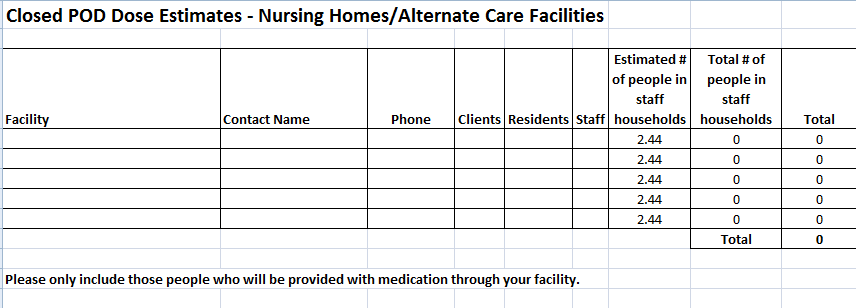 Closed POD Dose Estimates - Nursing Homes/Alternate Care Facilities
Estimated # Total # of
of people in people in
staff staff
Facility Contact Name Phone Clients Residents Staff households households Total
2.44 0 0
2.44 0 0
2.44 0 0
2.44 0 0
2.44 0 0
Total 0
Please only include those people who will be provided with medication through your facility.